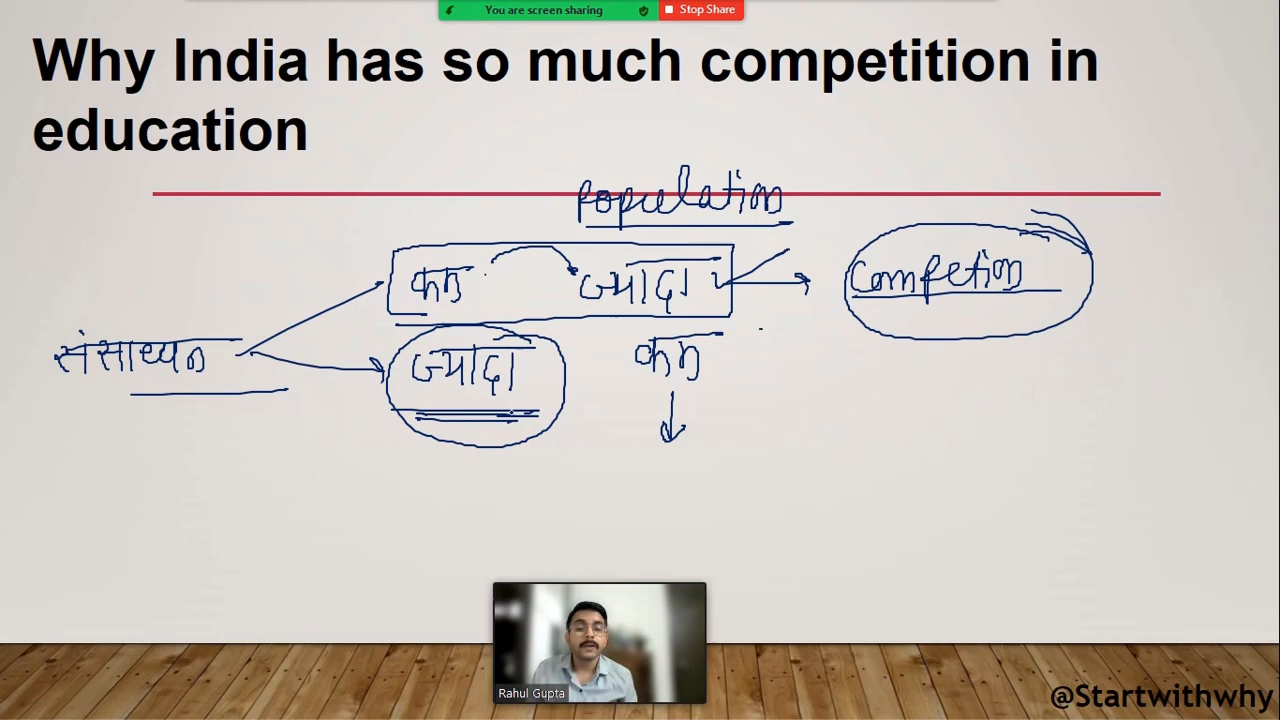 You are screen sharing
Stop Share
Why India has so much competition in
education
Population
कम ज्यादा
Competion
संसाधन
ज्यादा कम
Rahul Gupta
@Startwithwhy